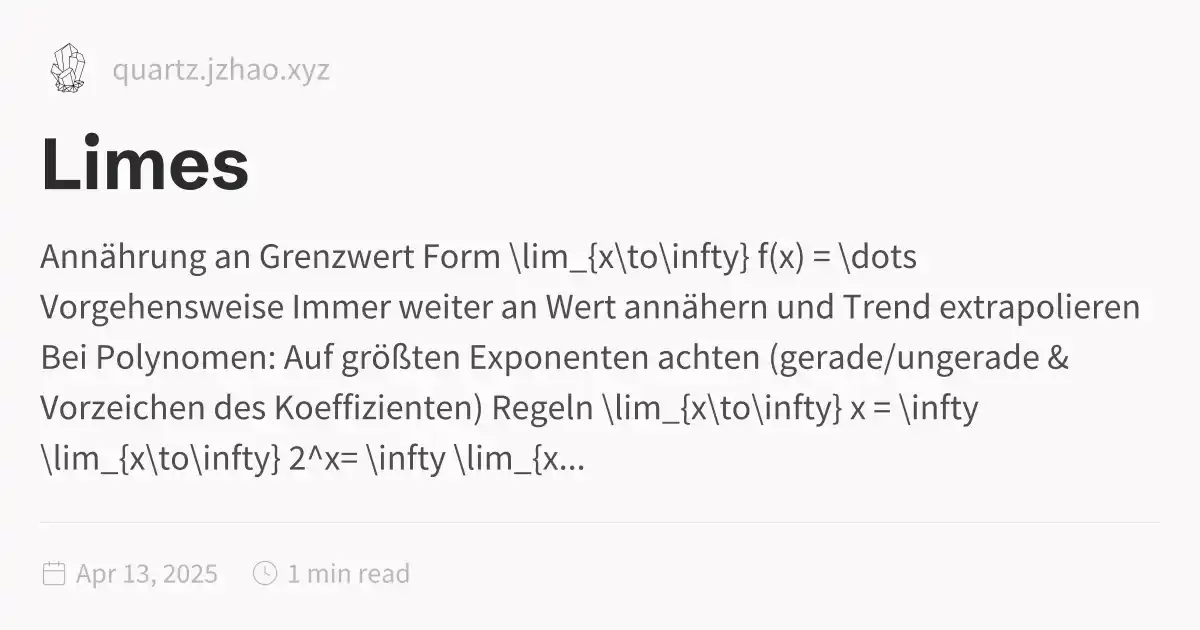 quartz.jzhao.xyz
Limes
Annährung an Grenzwert Form \lim_{x\to\infty} f(x) = \dots
Vorgehensweise Immer weiter an Wert annähern und Trend extrapolieren
Bei Polynomen: Auf größten Exponenten achten (gerade/ungerade &
Vorzeichen des Koeffizienten) Regeln \lim_{x\to\infty} x = \infty
\lim_{x\to\infty} 2^x= \infty \lim_{x...
Apr 13, 2025 1 min read